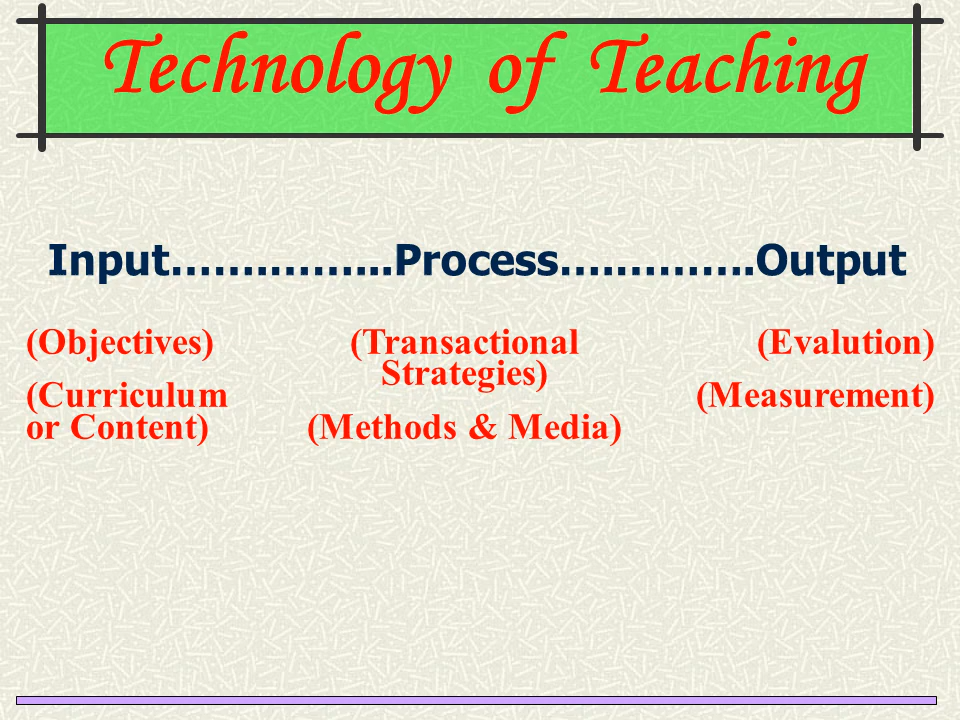 Technology of Teaching
Input……………..Process…………..Output
(Objectives)
(Curriculum
or Content)
(Transactional
Strategies)
(Methods & Media)
(Evalution)
(Measurement)